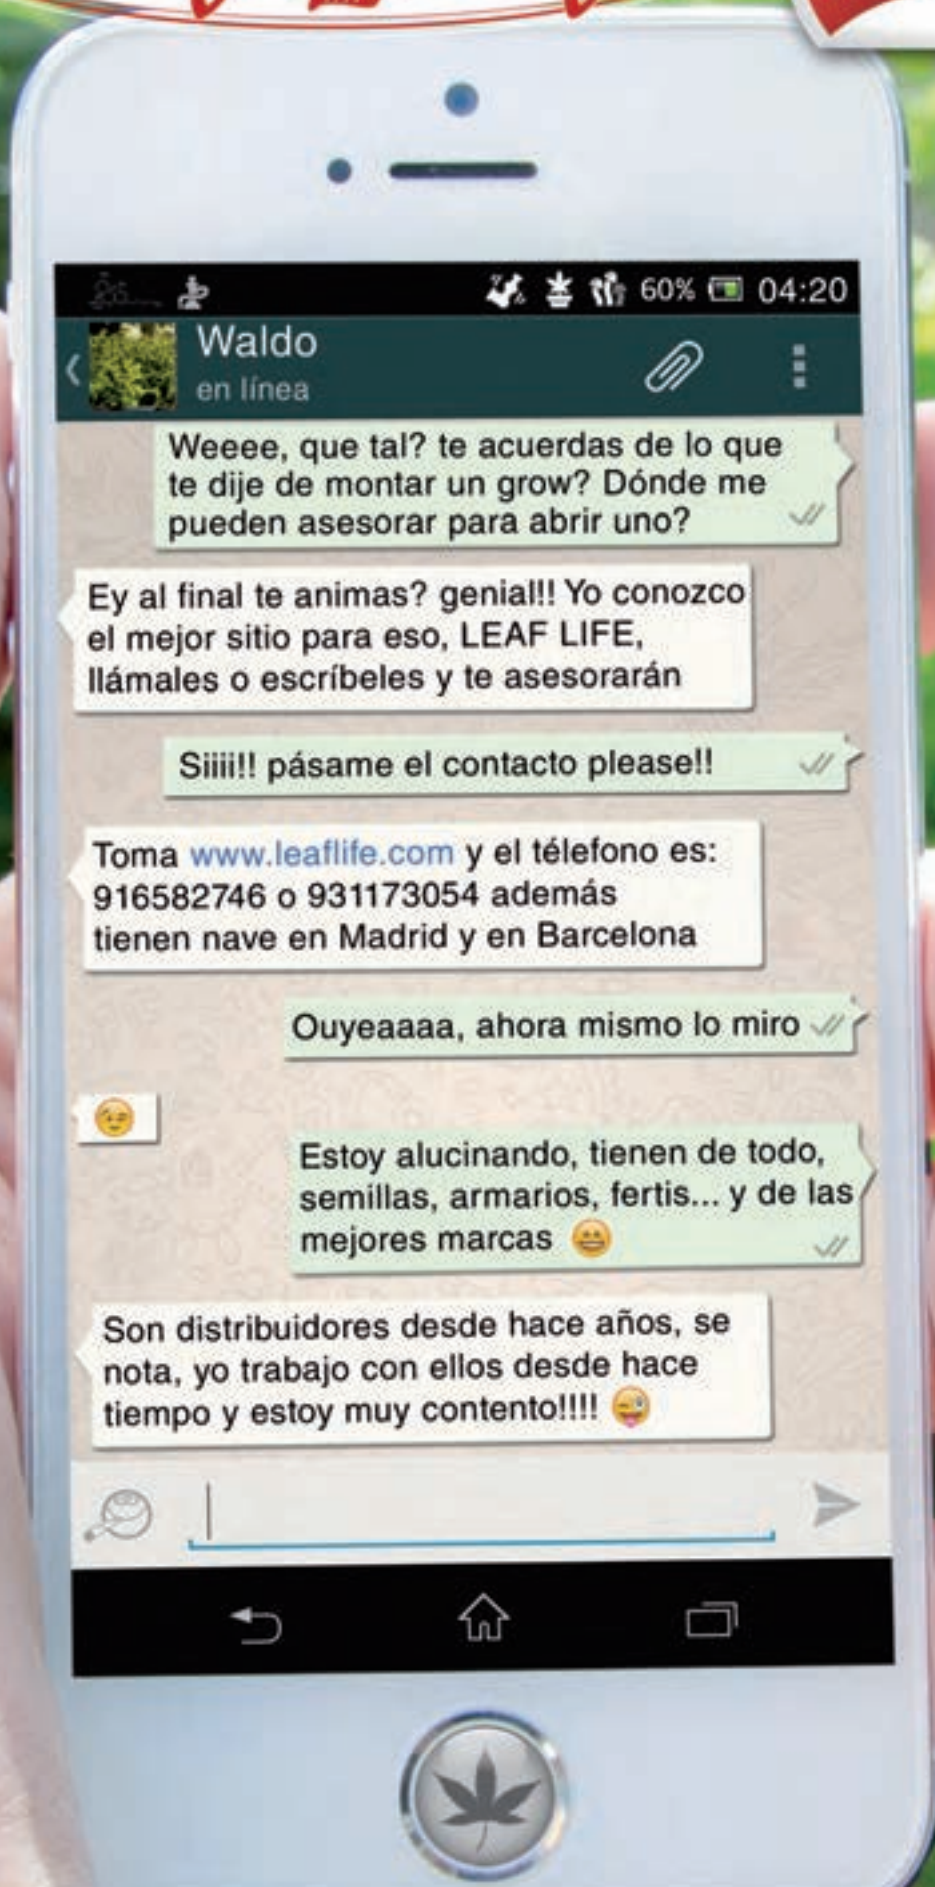 60% 04:20
Waldo
en línea
Weeee, que tal? te acuerdas de lo que
te dije de montar un grow? Dónde me
pueden asesorar para abrir uno?
Ey al final te animas? genial!! Yo conozco
el mejor sitio para eso, LEAF LIFE,
llámales o escríbeles y te asesorarán
Siiii!! pásame el contacto please!!
Toma www.leaflife.com y el télefono es:
916582746 o 931173054 además
tienen nave en Madrid y en Barcelona
Ouyeaaaa, ahora mismo lo miro
😉
Estoy alucinando, tienen de todo,
semillas, armarios, fertis... y de las
mejores marcas 😄
Son distribuidores desde hace años, se
nota, yo trabajo con ellos desde hace
tiempo y estoy muy contento!!!! 😜